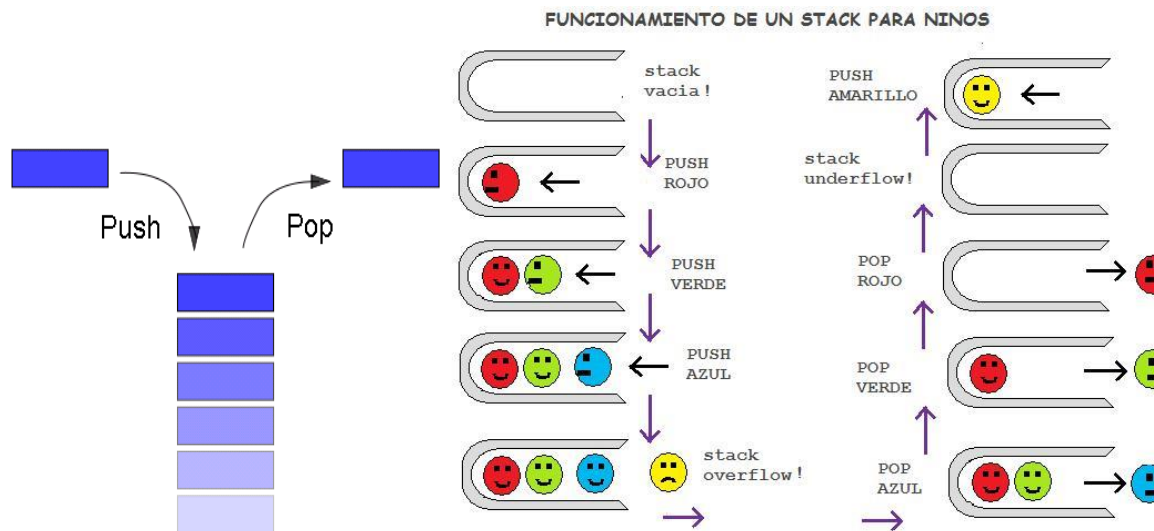 FUNCIONAMIENTO DE UN STACK PARA NINOS
Push
Pop
stack
vacia!
PUSH
ROJO
PUSH
VERDE
PUSH
AZUL
stack
overflow!
POP
AZUL
POP
VERDE
POP
ROJO
stack
underflow!
PUSH
AMARILLO